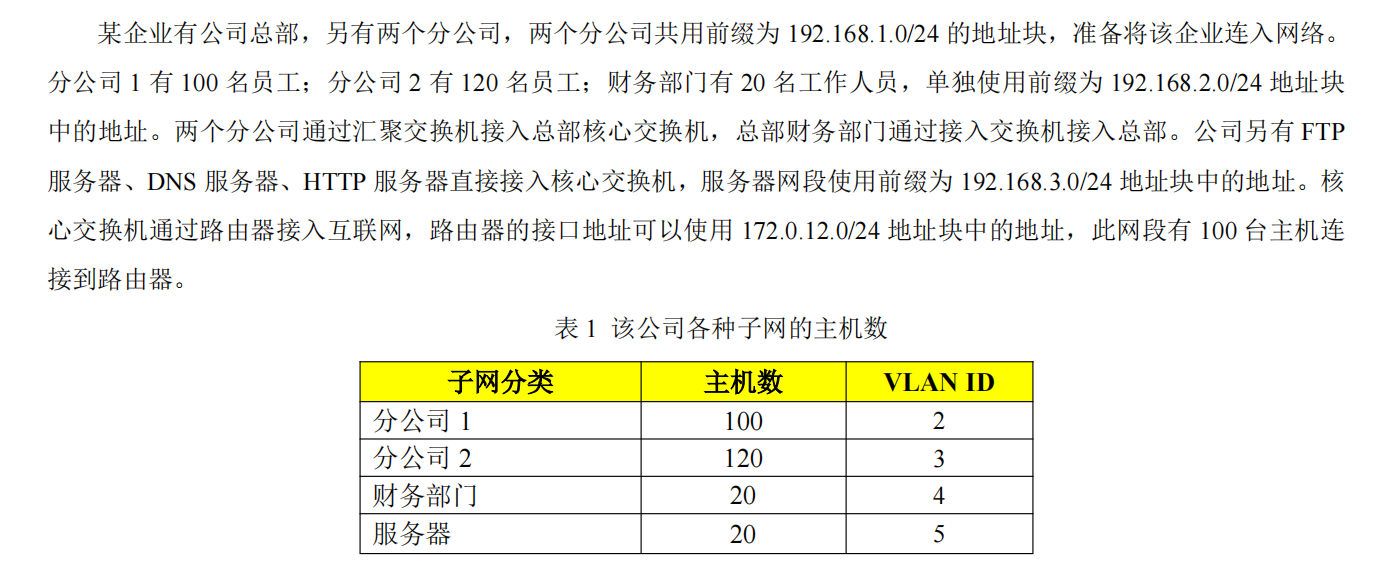 某企业有公司总部，另有两个分公司，两个分公司共用前缀为 192.168.1.0/24 的地址块，准备将该企业连入网络。
分公司 1 有 100 名员工；分公司 2 有 120 名员工；财务部门有 20 名工作人员，单独使用前缀为 192.168.2.0/24 地址块
中的地址。两个分公司通过汇聚交换机接入总部核心交换机，总部财务部门通过接入交换机接入总部。公司另有 FTP
服务器、DNS 服务器、HTTP 服务器直接接入核心交换机，服务器网段使用前缀为 192.168.3.0/24 地址块中的地址。核
心交换机通过路由器接入互联网，路由器的接口地址可以使用 172.0.12.0/24 地址块中的地址，此网段有 100 台主机连
接到路由器。
表 1 该公司各种子网的主机数
子网分类 主机数 VLAN ID
分公司 1 100 2
分公司 2 120 3
财务部门 20 4
服务器 20 5